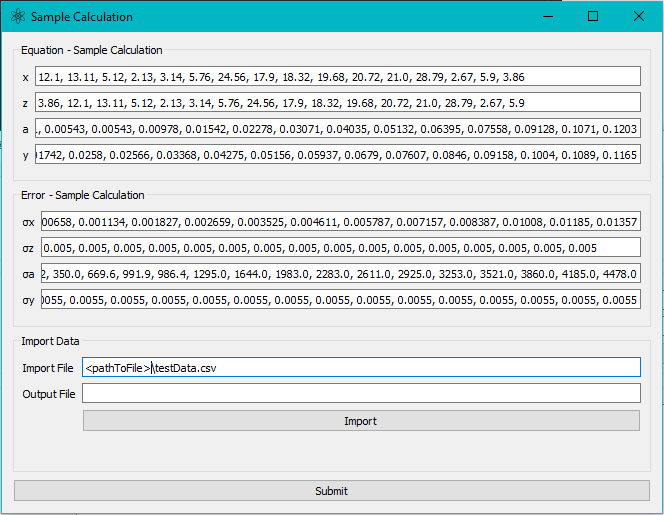 Sample Calculation
Equation - Sample Calculation
x 12.1, 13.11, 5.12, 2.13, 3.14, 5.76, 24.56, 17.9, 18.32, 19.68, 20.72, 21.0, 28.79, 2.67, 5.9, 3.86
z 3.86, 12.1, 13.11, 5.12, 2.13, 3.14, 5.76, 24.56, 17.9, 18.32, 19.68, 20.72, 21.0, 28.79, 2.67, 5.9
a ., 0.00543, 0.00543, 0.00978, 0.01542, 0.02278, 0.03071, 0.04035, 0.05132, 0.06395, 0.07558, 0.09128, 0.1071, 0.1203
y 01742, 0.0258, 0.02566, 0.03368, 0.04275, 0.05156, 0.05937, 0.0679, 0.07607, 0.0846, 0.09158, 0.1004, 0.1089, 0.1165
Error - Sample Calculation
σx 00658, 0.001134, 0.001827, 0.002659, 0.003525, 0.004611, 0.005787, 0.007157, 0.008387, 0.01008, 0.01185, 0.01357
σz 0.005, 0.005, 0.005, 0.005, 0.005, 0.005, 0.005, 0.005, 0.005, 0.005, 0.005, 0.005, 0.005, 0.005, 0.005, 0.005
σa 2, 350.0, 669.6, 991.9, 986.4, 1295.0, 1644.0, 1983.0, 2283.0, 2611.0, 2925.0, 3253.0, 3521.0, 3860.0, 4185.0, 4478.0
σy 0055, 0.0055, 0.0055, 0.0055, 0.0055, 0.0055, 0.0055, 0.0055, 0.0055, 0.0055, 0.0055, 0.0055, 0.0055, 0.0055
Import Data
Import File <pathToFile>\testData.csv
Output File
Import
Submit